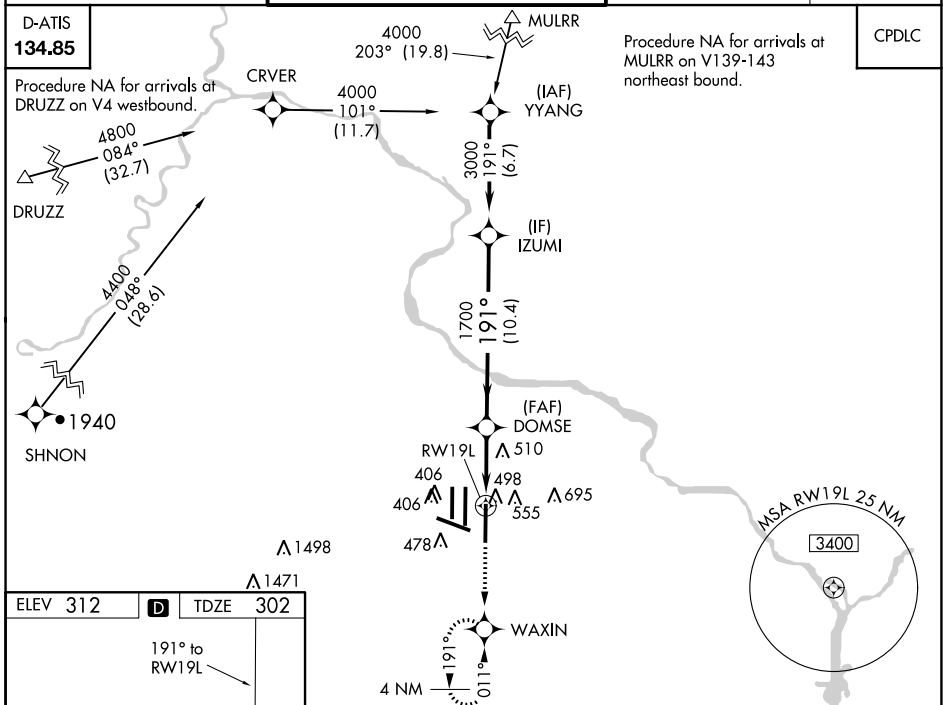 D-ATIS
134.85
Procedure NA for arrivals at
DRUZZ on V4 westbound.
4000
203° (19.8)
MULRR
Procedure NA for arrivals at
MULRR on V139-143
northeast bound.
CPDLC
CRVER
4000
101°
(11.7)
(IAF)
YYANG
4800
084°
(32.7)
DRUZZ
3000
191°
(6.7)
(IF)
IZUMI
4400
048°
(28.6)
1700
191°
(10.4)
1940
SHNON
(FAF)
DOMSE
RW19L
510
406
498
406
555
695
478
MSA RW19L 25 NM
3400
1498
1471
ELEV 312
D
TDZE 302
191° to
RW19L
WAXIN
191°
011°
4 NM